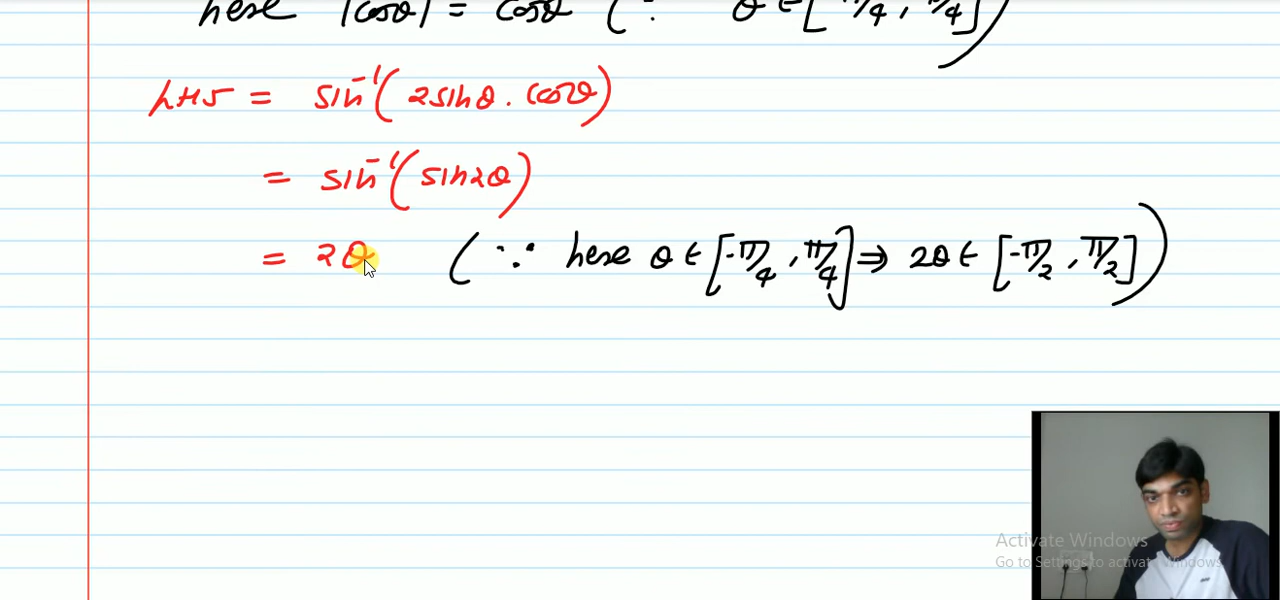 here |cosθ| = cosθ (∵ θ ∈ [-π/4, π/4])
LHS = sin⁻¹(2sinθ.cosθ)
= sin⁻¹(sin2θ)
= 2θ (∵ here θ ∈ [-π/4, π/4] ⇒ 2θ ∈ [-π/2, π/2])
Activate Windows
Go to Settings to activate Windows